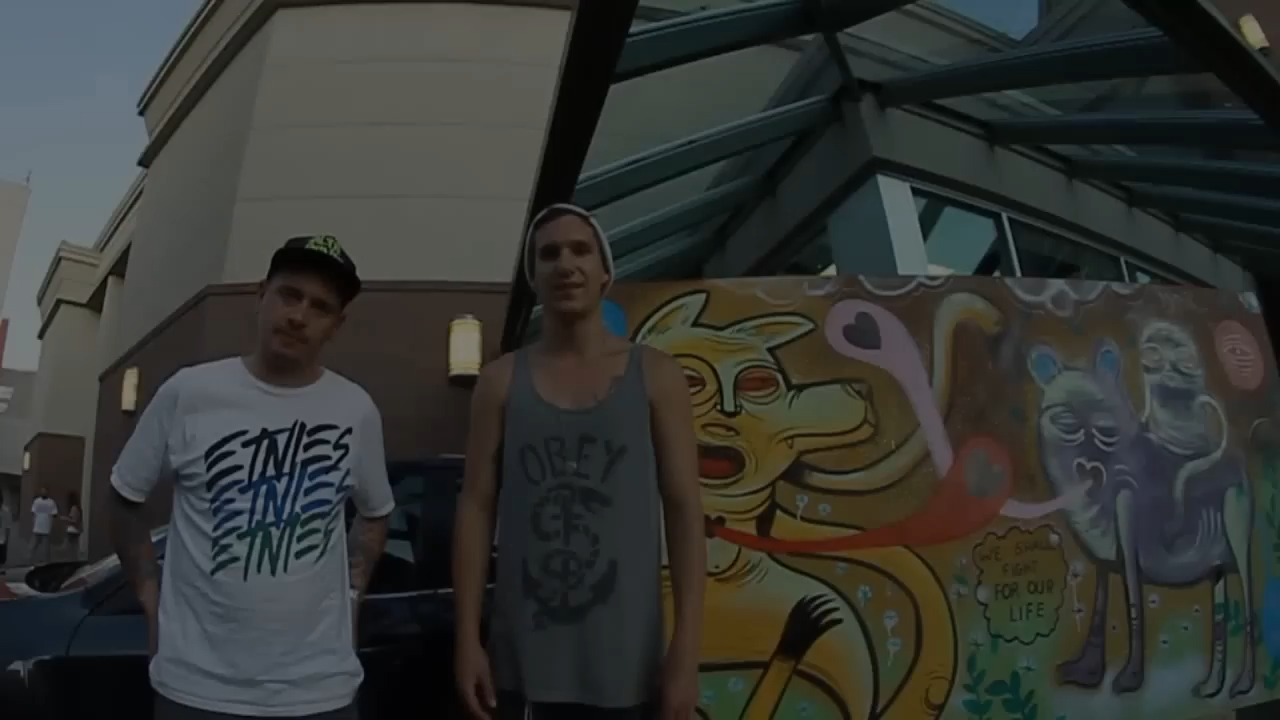 ETNIES
ETNIES
ETNIES
OBEY
WE SHALL
FIGHT
FOR OUR
LIFE